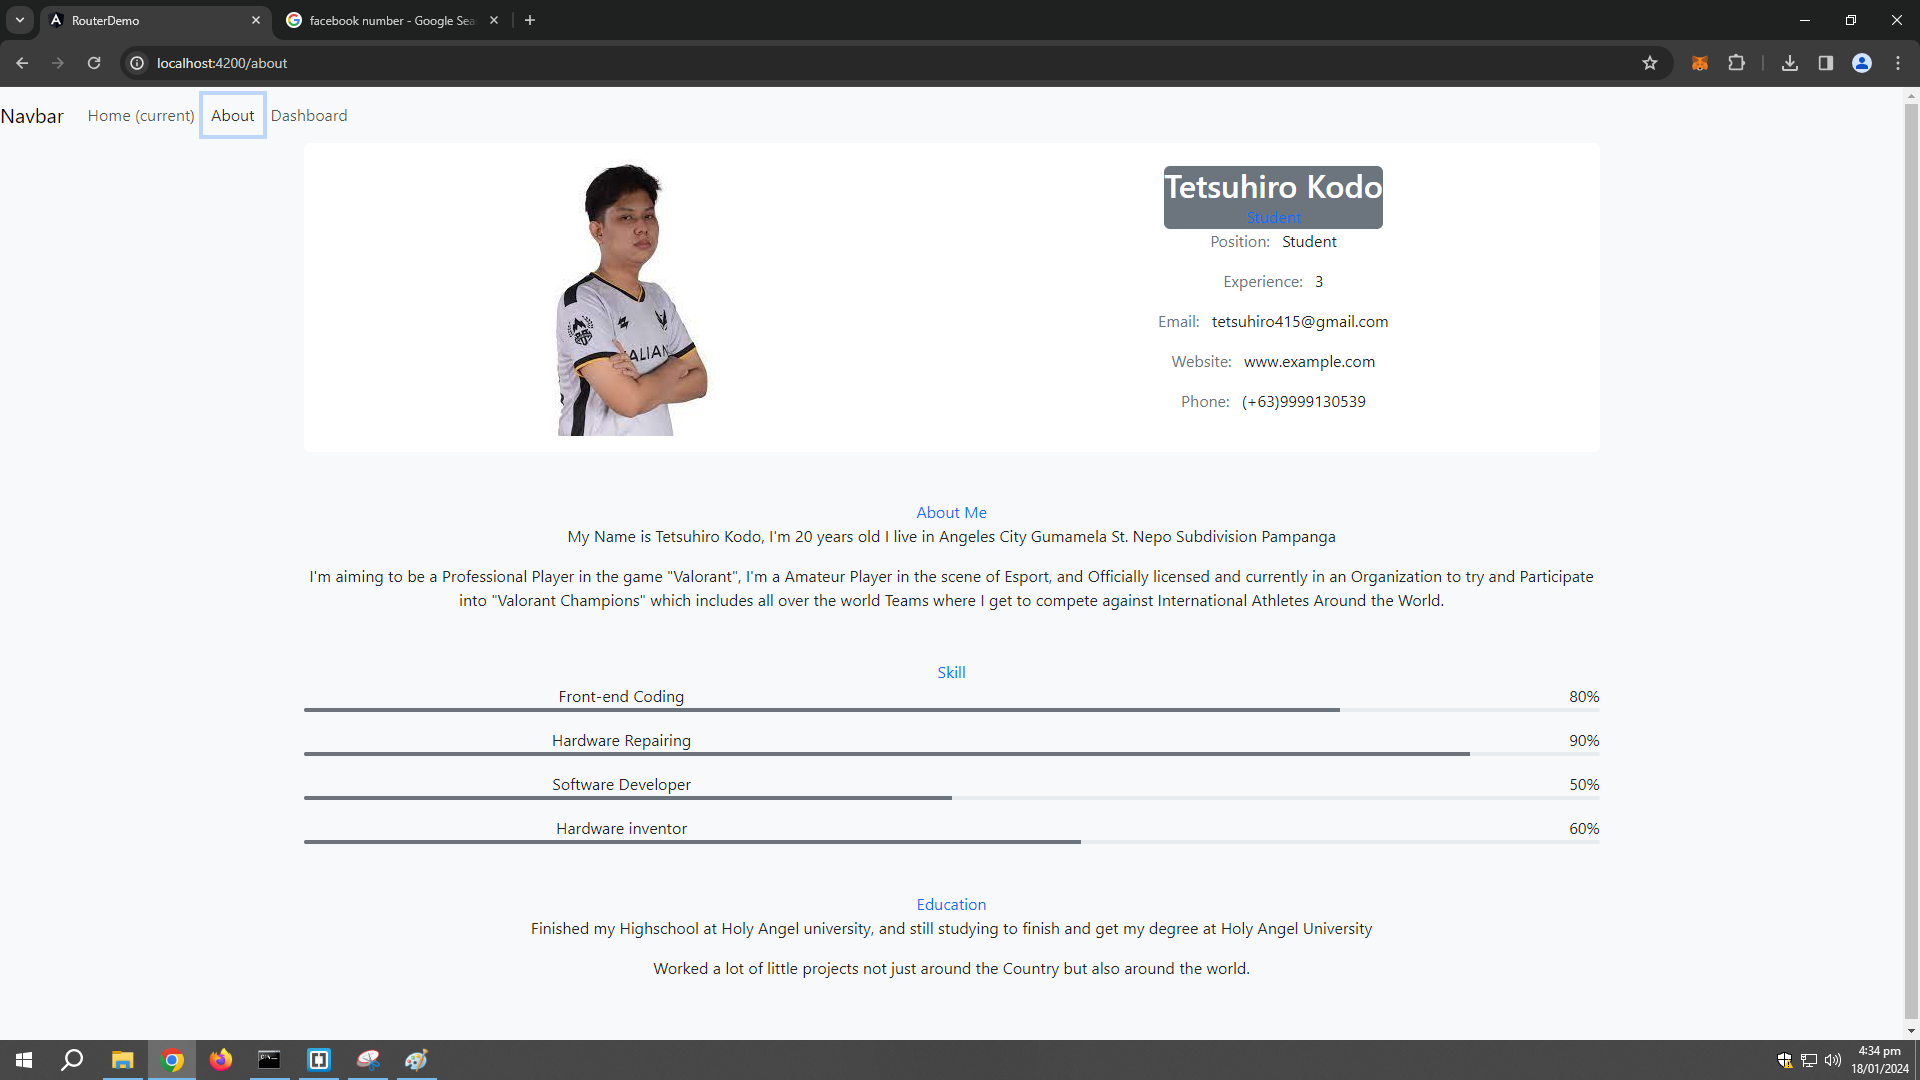 RouterDemo
facebook number - Google Sea
localhost:4200/about
Navbar Home (current) About Dashboard
Tetsuhiro Kodo
Student
Position: Student
Experience: 3
Email: tetsuhiro415@gmail.com
Website: www.example.com
Phone: (+63)9999130539
ALIAN
About Me
My Name is Tetsuhiro Kodo, I'm 20 years old I live in Angeles City Gumamela St. Nepo Subdivision Pampanga
I'm aiming to be a Professional Player in the game "Valorant", I'm a Amateur Player in the scene of Esport, and Officially licensed and currently in an Organization to try and Participate
into "Valorant Champions" which includes all over the world Teams where I get to compete against International Athletes Around the World.
Skill
Front-end Coding 80%
Hardware Repairing 90%
Software Developer 50%
Hardware inventor 60%
Education
Finished my Highschool at Holy Angel university, and still studying to finish and get my degree at Holy Angel University
Worked a lot of little projects not just around the Country but also around the world.
4:34 pm
18/01/2024